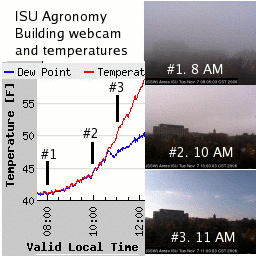 ISU Agronomy
Building webcam
and temperatures
Dew Point
Temperat
Temperature [F]
55
50
45
40
#1
#2
#3
08:00
10:00
12:00
Valid Local Time
#1. 8 AM
#2. 10 AM
#3. 11 AM